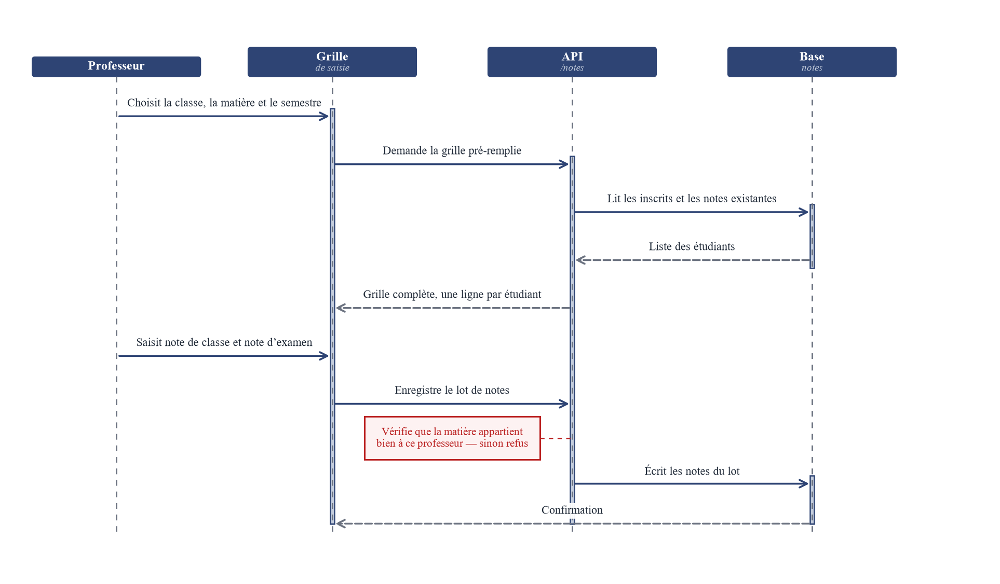 Professeur
Grille
de saisie
API
/notes
Base
notes
Choisit la classe, la matière et le semestre
Demande la grille pré-remplie
Lit les inscrits et les notes existantes
Liste des étudiants
Grille complète, une ligne par étudiant
Saisit note de classe et note d’examen
Enregistre le lot de notes
Vérifie que la matière appartient
bien à ce professeur — sinon refus
Écrit les notes du lot
Confirmation